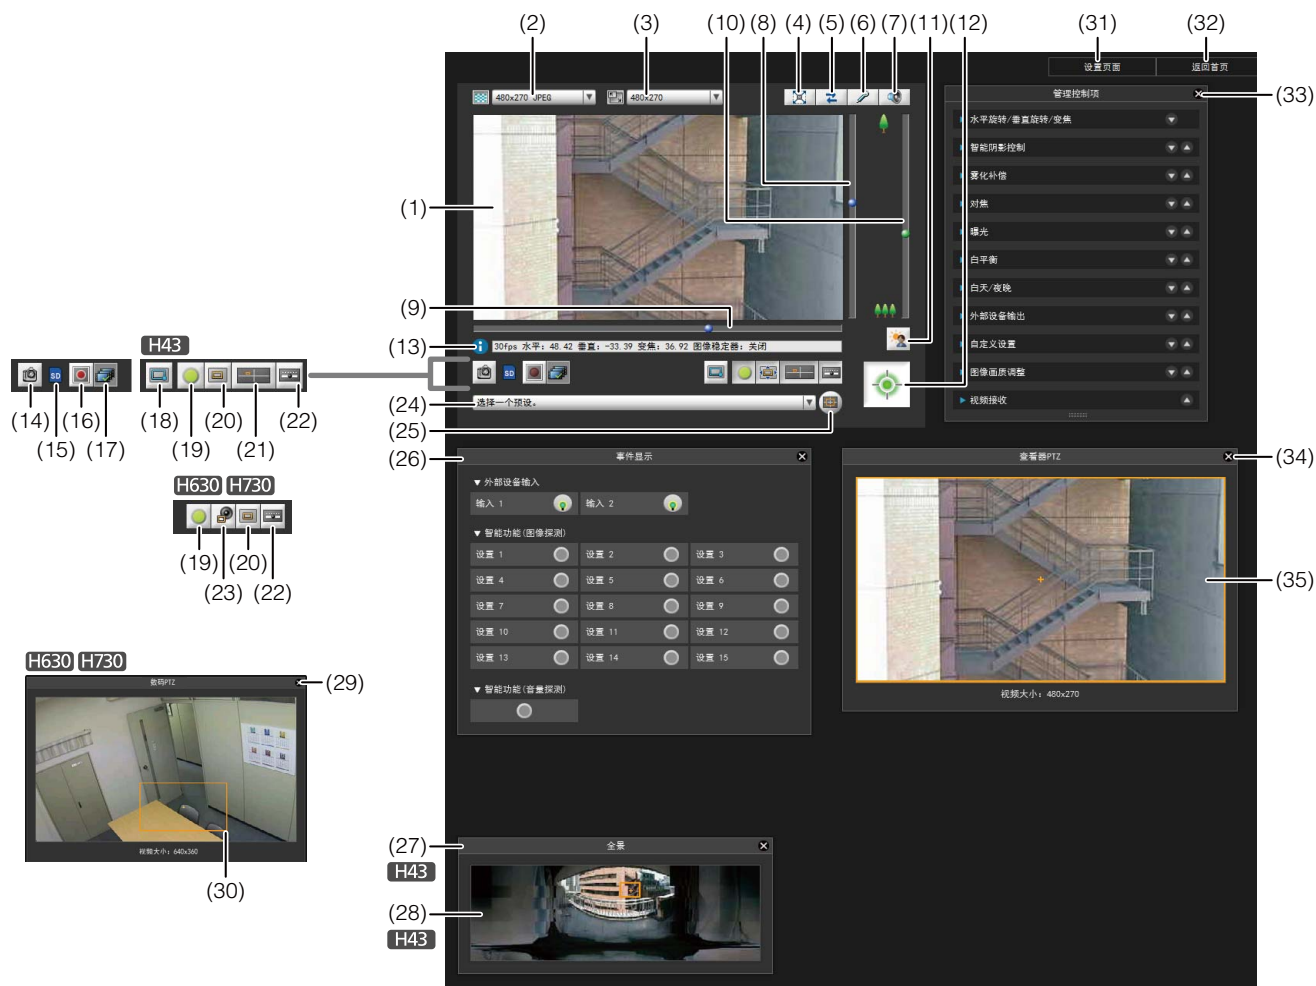 (2)
(3)
(10) (8) (4) (5) (6) (7) (11) (12)
(31)
(32)
设置页面
返回首页
480x270 JPEG
480x270
管理控制项
(33)
水平旋转/垂直旋转/变焦
智能阴影控制
雾化补偿
对焦
曝光
白平衡
白天/夜晚
外部设备输出
自定义设置
图像画质调整
视频接收
(8)
(1)
(10)
(9)
(13)
30fps 水平: 48.42 垂直: -33.39 变焦: 36.92 图像稳定器: 关闭
H43
SD
SD
(12)
(14)
(16)
(18)
(20)
(22)
(15)
(17)
(19)
(21)
(24)
选择一个预设。
(25)
H630 H730
(19)
(20)
(23)
(22)
(26)
事件显示
▼ 外部设备输入
输入 1
输入 2
▼ 智能功能(图像探测)
设置 1
设置 2
设置 3
设置 4
设置 5
设置 6
设置 7
设置 8
设置 9
设置 10
设置 11
设置 12
设置 13
设置 14
设置 15
▼ 智能功能(音量探测)
查看器PTZ
(34)
(35)
视频大小: 480x270
H630 H730
数码PTZ
(29)
视频大小: 640x360
(30)
(27)
全景
H43
(28)
H43